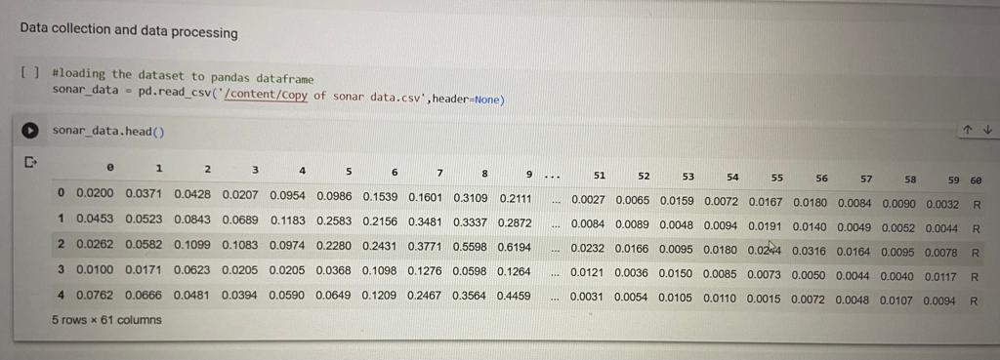 Data collection and data processing
[ ] #loading the dataset to pandas dataframe
sonar_data = pd.read_csv('/content/Copy of sonar data.csv',header=None)
sonar_data.head()
0 1 2 3 4 5 6 7 8 9 ... 51 52 53 54 55 56 57 58 59 60
0 0.0200 0.0371 0.0428 0.0207 0.0954 0.0986 0.1539 0.1601 0.3109 0.2111 ... 0.0027 0.0065 0.0159 0.0072 0.0167 0.0180 0.0084 0.0090 0.0032 R
1 0.0453 0.0523 0.0843 0.0689 0.1183 0.2583 0.2156 0.3481 0.3337 0.2872 ... 0.0084 0.0089 0.0048 0.0094 0.0191 0.0140 0.0049 0.0052 0.0044 R
2 0.0262 0.0582 0.1099 0.1083 0.0974 0.2280 0.2431 0.3771 0.5598 0.6194 ... 0.0232 0.0166 0.0095 0.0180 0.0316 0.0164 0.0095 0.0078 R
3 0.0100 0.0171 0.0623 0.0205 0.0205 0.0368 0.1098 0.1276 0.0598 0.1264 ... 0.0121 0.0036 0.0150 0.0085 0.0073 0.0050 0.0044 0.0040 0.0117 R
4 0.0762 0.0666 0.0481 0.0394 0.0590 0.0649 0.1209 0.2467 0.3564 0.4459 ... 0.0031 0.0054 0.0105 0.0110 0.0015 0.0072 0.0048 0.0107 0.0094 R
5 rows × 61 columns